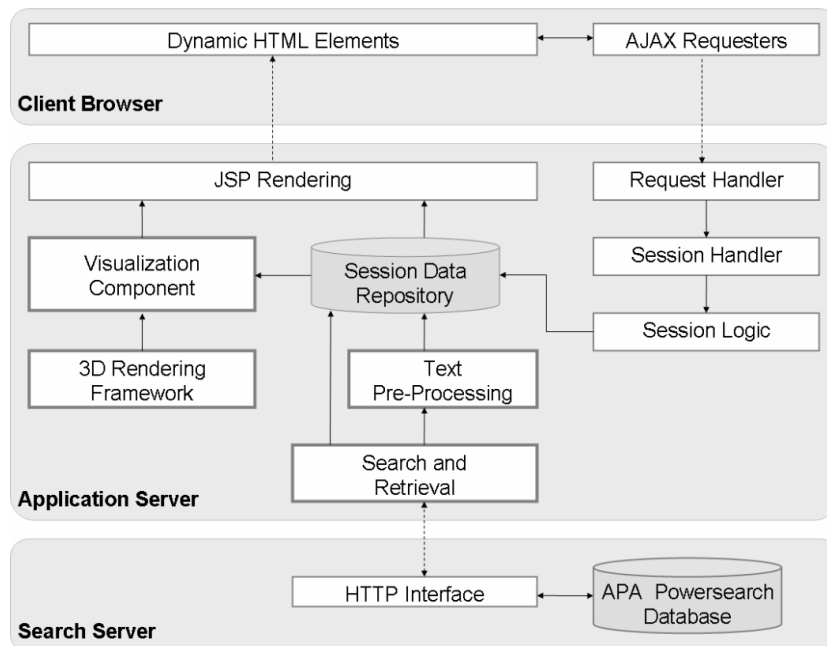 Dynamic HTML Elements
AJAX Requesters
Client Browser
JSP Rendering
Request Handler
Visualization
Component
Session Data
Repository
Session Handler
Session Logic
3D Rendering
Framework
Text
Pre-Processing
Search and
Retrieval
Application Server
HTTP Interface
APA Powersearch
Database
Search Server